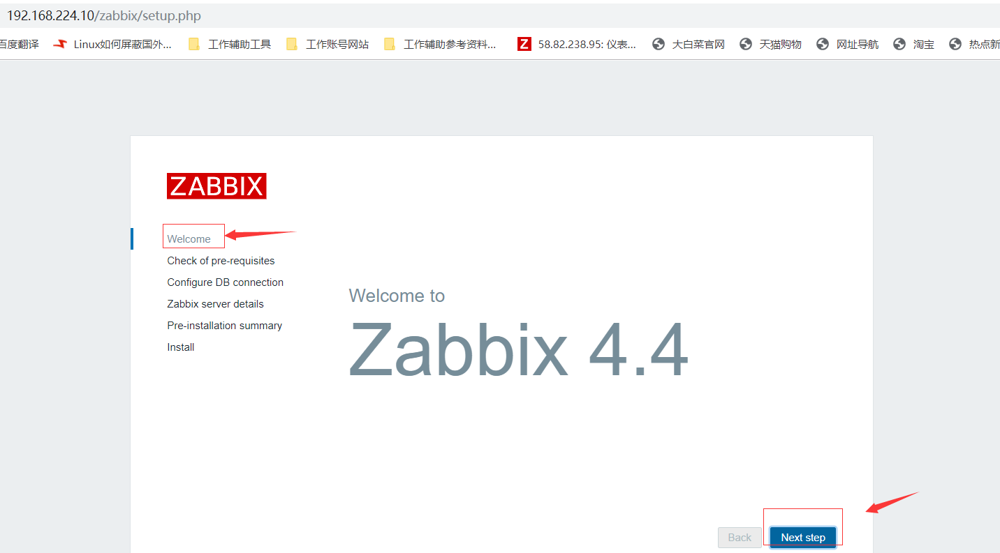 192.168.224.10/zabbix/setup.php
百度翻译 Linux如何屏蔽国外... 工作辅助工具 工作账号网站 工作辅助参考资料... Z 58.82.238.95: 仪表... 大白菜官网 天猫购物 网址导航 淘宝 热点新
ZABBIX
Welcome
Check of pre-requisites
Configure DB connection
Zabbix server details
Pre-installation summary
Install
Welcome to
Zabbix 4.4
Back Next step